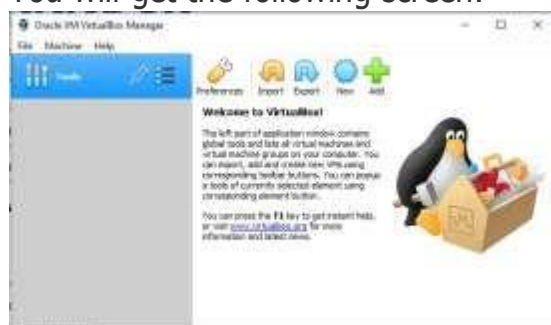 You will get the following screen:
Oracle VM VirtualBox Manager
File Machine Help
Tools
Preferences Import Export New Add
Welcome to VirtualBox!
The left part of application window contains
global tools and lists all virtual machines and
virtual machine groups on your computer. You
can import, add and create new VMs using
corresponding toolbar buttons. You can popup
a tools of currently selected element using
corresponding element button.
You can press the F1 key to get instant help,
or visit www.virtualbox.org for more
information and latest news.